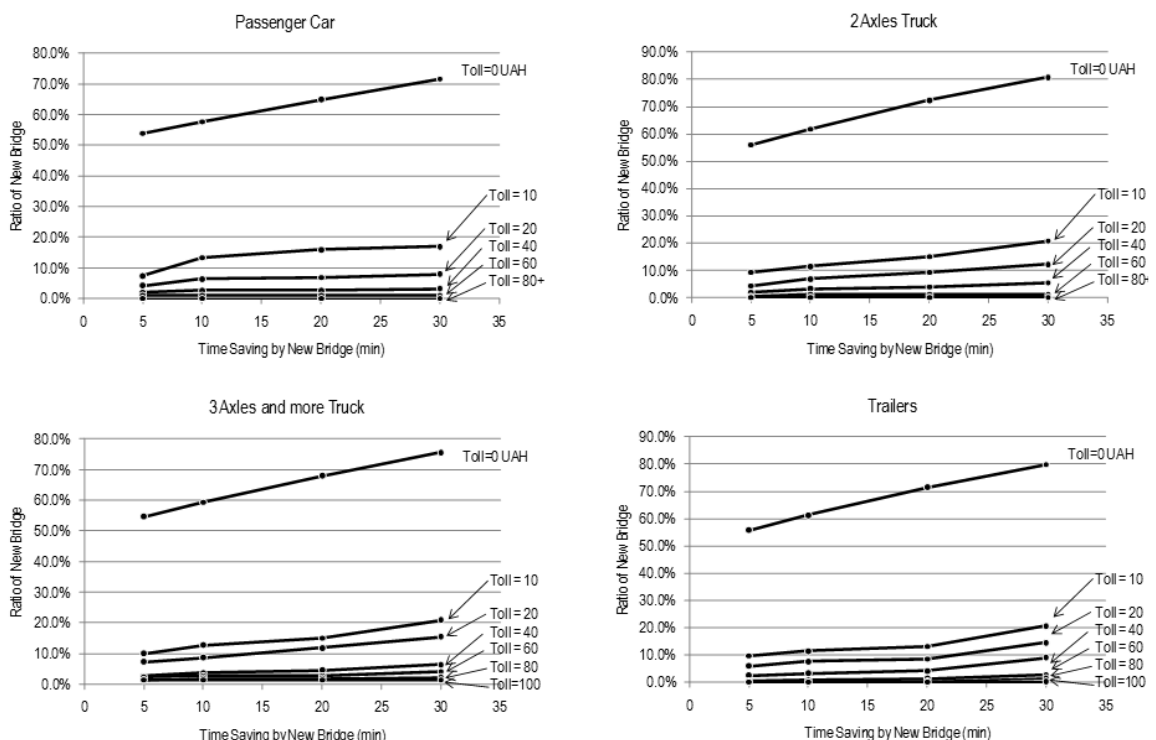 Passenger Car
80.0%
70.0%
60.0%
50.0%
40.0%
30.0%
20.0%
10.0%
0.0%
Ratio of New Bridge
Toll=0UAH
Toll = 10
Toll = 20
Toll = 40
Toll = 60
Toll = 80+
0 5 10 15 20 25 30 35
Time Saving by New Bridge (min)
2Axles Truck
90.0%
80.0%
70.0%
60.0%
50.0%
40.0%
30.0%
20.0%
10.0%
0.0%
Ratio of New Bridge
Toll=0UAH
Toll = 10
Toll = 20
Toll = 40
Toll = 60
Toll = 80+
0 5 10 15 20 25 30 35
Time Saving by New Bridge (min)
3Axles and more Truck
80.0%
70.0%
60.0%
50.0%
40.0%
30.0%
20.0%
10.0%
0.0%
Ratio of New Bridge
Toll=0 UAH
Toll = 10
Toll = 20
Toll = 40
Toll = 60
Toll = 80
Toll=100
0 5 10 15 20 25 30 35
Time Saving by New Bridge (min)
Trailers
90.0%
80.0%
70.0%
60.0%
50.0%
40.0%
30.0%
20.0%
10.0%
0.0%
Ratio of New Bridge
Toll=0UAH
Toll = 10
Toll = 20
Toll = 40
Toll = 60
Toll = 80
Toll=100
0 5 10 15 20 25 30 35
Time Saving by New Bridge (min)